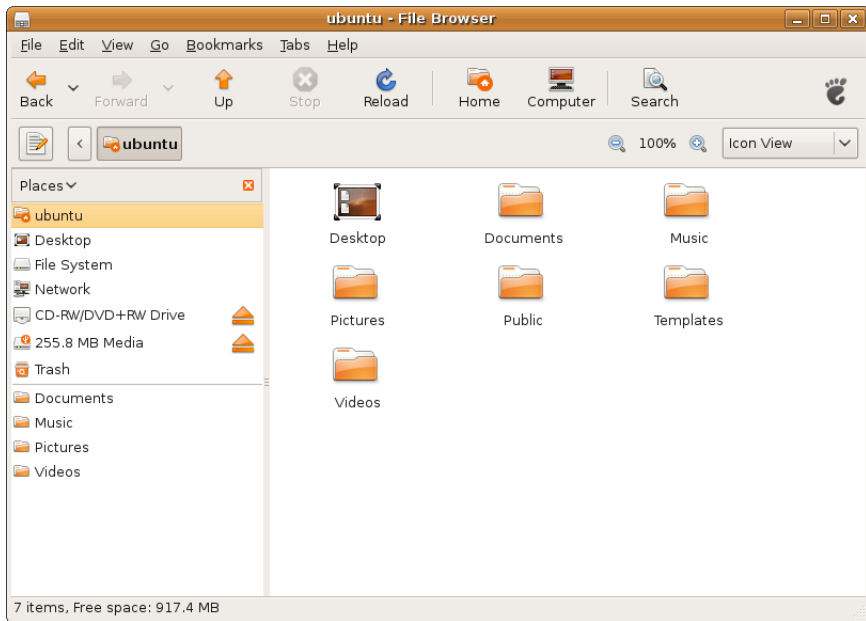 ubuntu - File Browser
File Edit View Go Bookmarks Tabs Help
Back Forward Up Stop Reload Home Computer Search
ubuntu 100% Icon View
Places
ubuntu
Desktop
File System
Network
CD-RW/DVD+RW Drive
255.8 MB Media
Trash
Documents
Music
Pictures
Videos
Desktop Documents Music
Pictures Public Templates
Videos
7 items, Free space: 917.4 MB